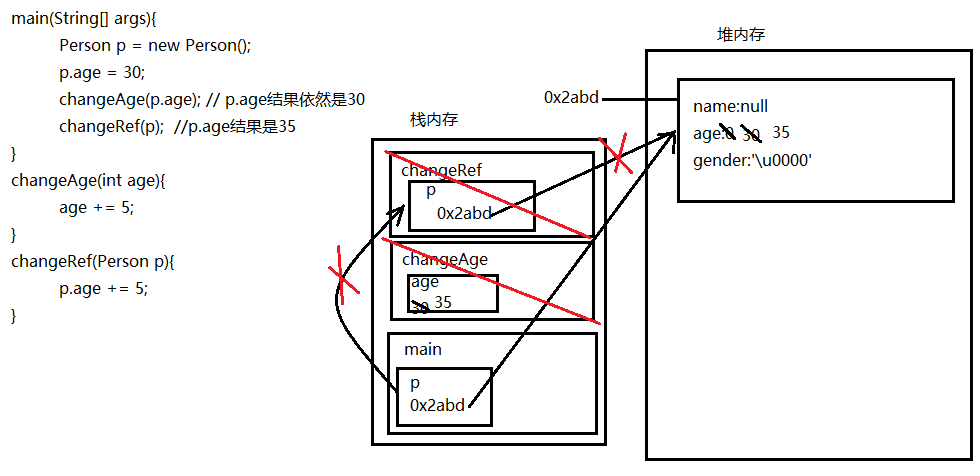 main(String[] args){
Person p = new Person();
p.age = 30;
changeAge(p.age); // p.age结果依然是30
changeRef(p);  //p.age结果是35
}
changeAge(int age){
age += 5;
}
changeRef(Person p){
p.age += 5;
}
栈内存
changeRef
p
0x2abd
changeAge
age
30 35
main
p
0x2abd
堆内存
0x2abd
name:null
age:0 30 35
gender:'\u0000'